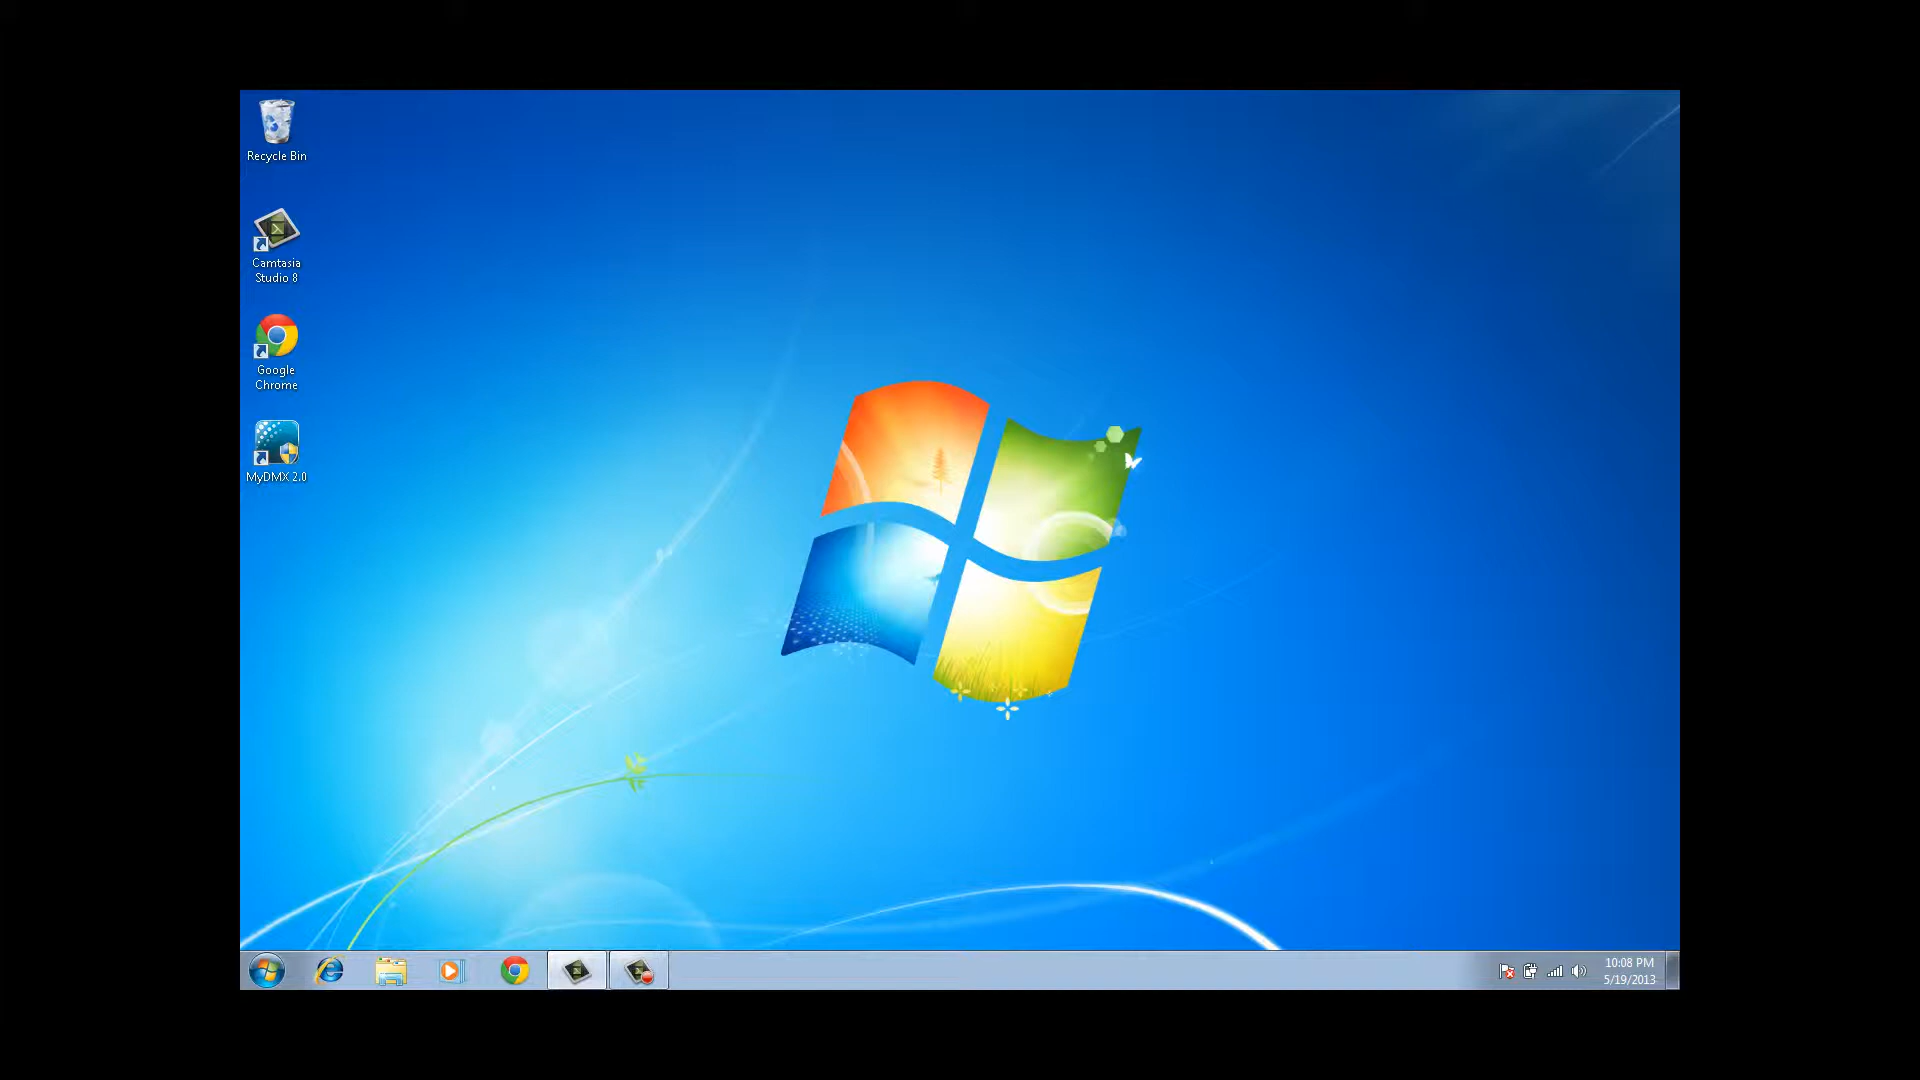 Recycle Bin
Camtasia
Studio 8
Google
Chrome
MyDMX 2.0
10:08 PM
5/19/2013